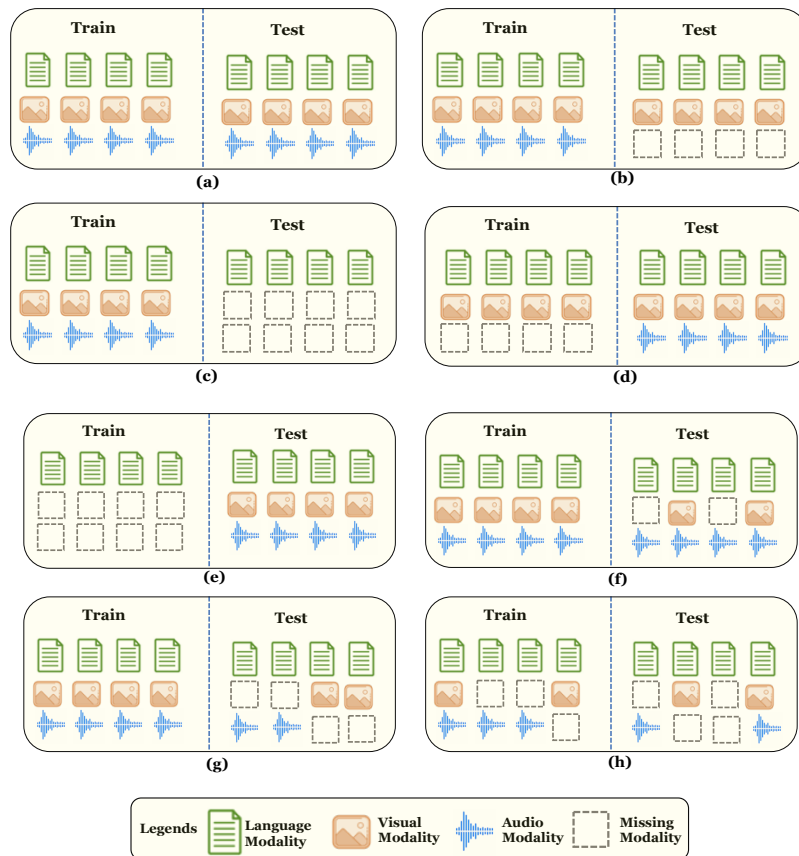 Train Test
(a)
Train Test
(b)
Train Test
(c)
Train Test
(d)
Train Test
(e)
Train Test
(f)
Train Test
(g)
Train Test
(h)
Legends
Language
Modality
Visual
Modality
Audio
Modality
Missing
Modality